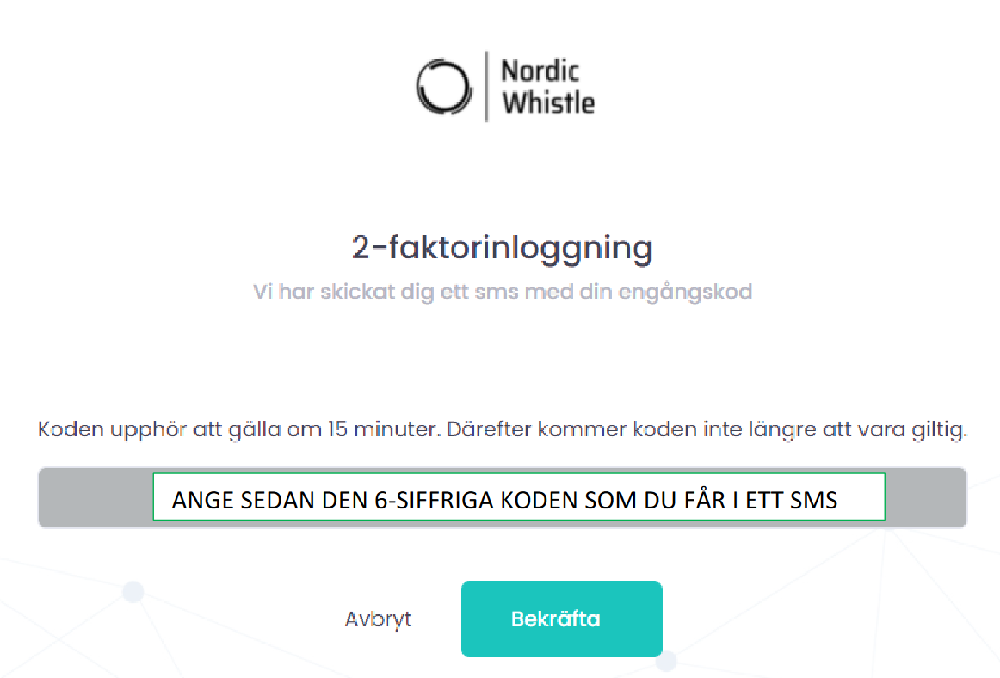 Nordic
Whistle
2-faktorinloggning
Vi har skickat dig ett sms med din engångskod
Koden upphör att gälla om 15 minuter. Därefter kommer koden inte längre att vara giltig.
ANGE SEDAN DEN 6-SIFFRIGA KODEN SOM DU FÅR I ETT SMS
Avbryt
Bekräfta